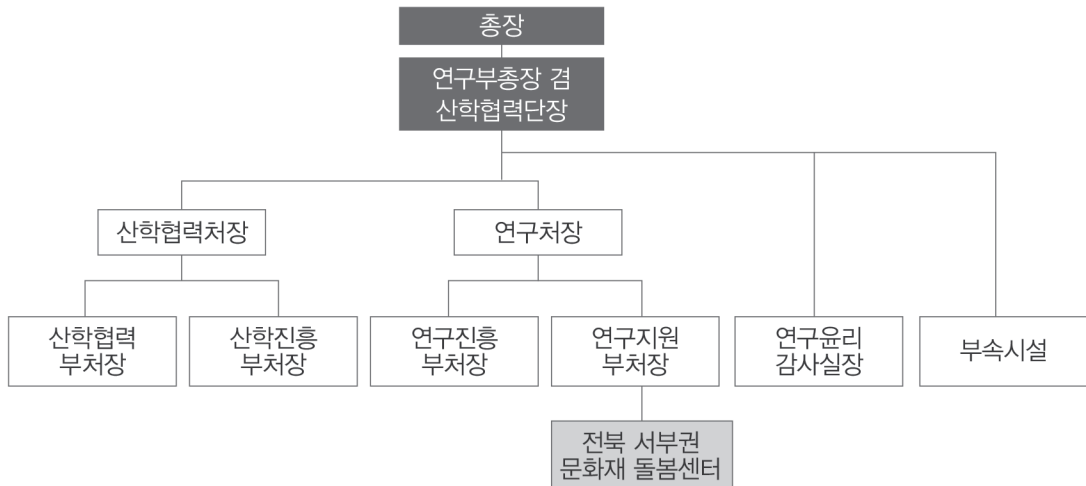 총장
연구부총장 겸
산학협력단장
산학협력처장
연구처장
산학협력
부처장
산학진흥
부처장
연구진흥
부처장
연구지원
부처장
연구윤리
감사실장
부속시설
전북 서부권
문화재 돌봄센터